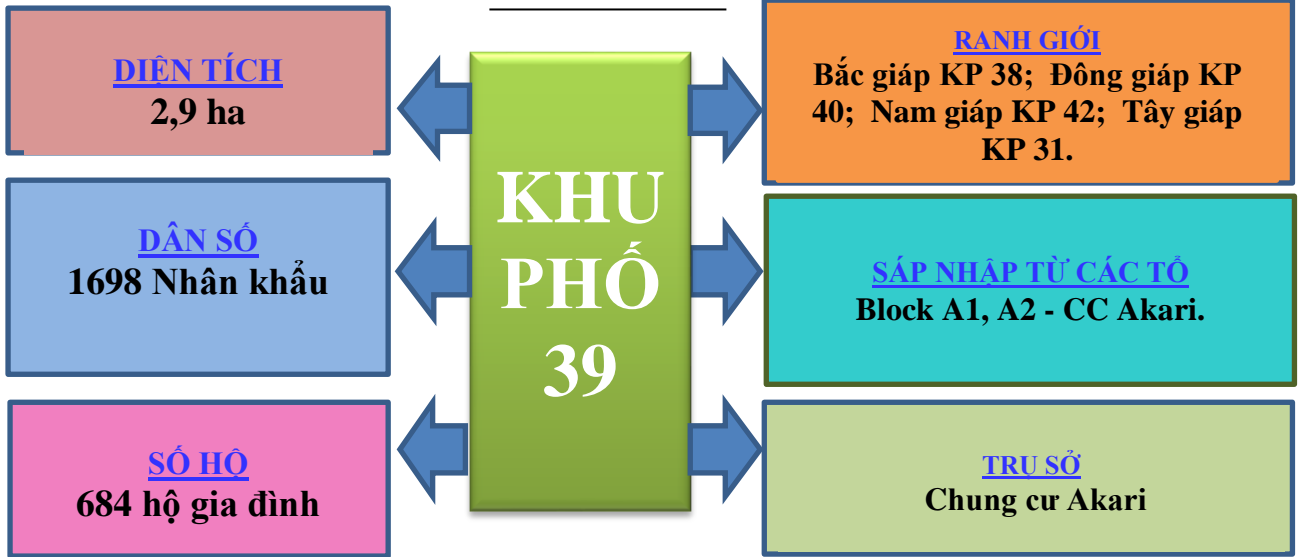 DIỆN TÍCH
2,9 ha
DÂN SỐ
1698 Nhân khẩu
SỐ HỘ
684 hộ gia đình
KHU
PHỐ
39
RANH GIỚI
Bắc giáp KP 38; Đông giáp KP
40; Nam giáp KP 42; Tây giáp
KP 31.
SÁP NHẬP TỪ CÁC TỔ
Block A1, A2 - CC Akari.
TRỤ SỞ
Chung cư Akari